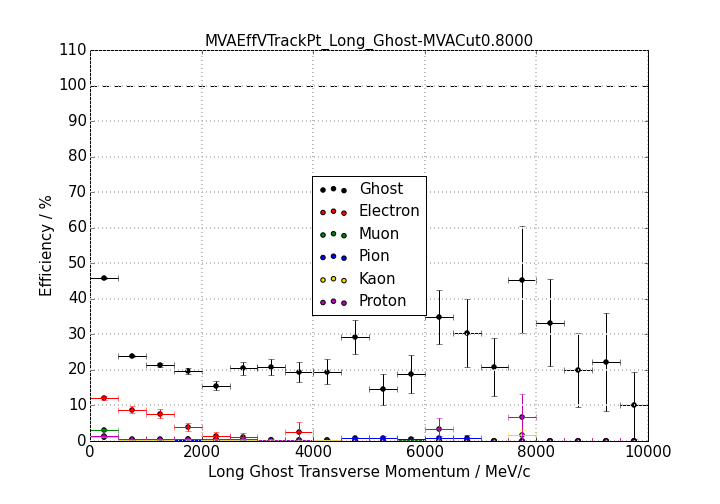 MVAEffVTrackPt_Long_Ghost-MVACut0.8000
110
100
90
80
70
60
50
40
30
20
10
0
Efficiency / %
Ghost
Electron
Muon
Pion
Kaon
Proton
0 2000 4000 6000 8000 10000
Long Ghost Transverse Momentum / MeV/c